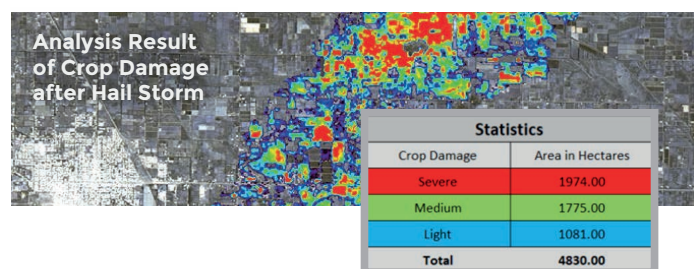 Analysis Result
of Crop Damage
after Hail Storm
Statistics
Crop Damage Area in Hectares
Severe 1974.00
Medium 1775.00
Light 1081.00
Total 4830.00